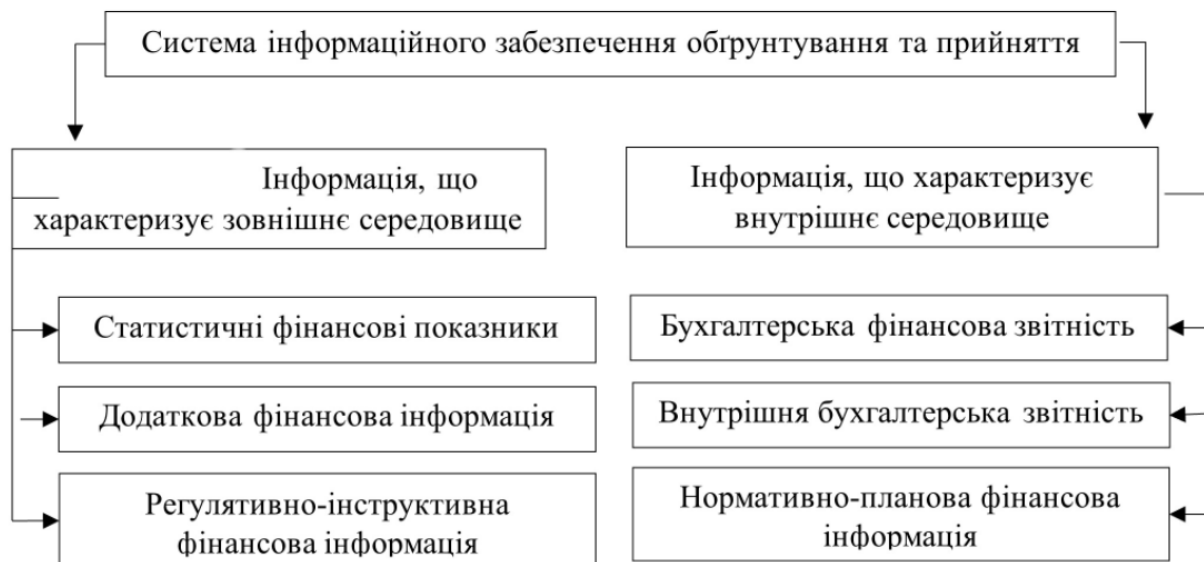 Система інформаційного забезпечення обґрунтування та прийняття
Інформація, що
характеризує зовнішнє середовище
Інформація, що характеризує
внутрішнє середовище
Статистичні фінансові показники
Бухгалтерська фінансова звітність
Додаткова фінансова інформація
Внутрішня бухгалтерська звітність
Регулятивно-інструктивна
фінансова інформація
Нормативно-планова фінансова
інформація